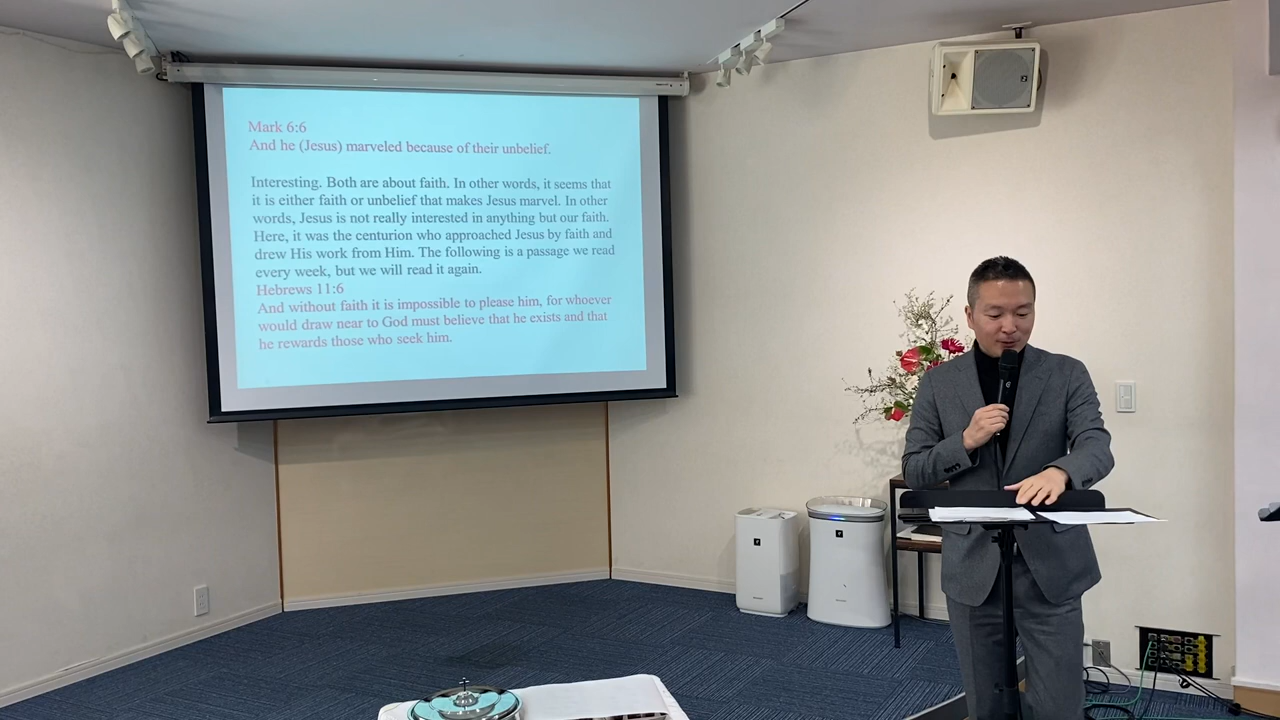 Mark 6:6
And he (Jesus) marveled because of their unbelief.
Interesting. Both are about faith. In other words, it seems that
it is either faith or unbelief that makes Jesus marvel. In other
words, Jesus is not really interested in anything but our faith.
Here, it was the centurion who approached Jesus by faith and
drew His work from Him. The following is a passage we read
every week, but we will read it again.
Hebrews 11:6
And without faith it is impossible to please him, for whoever
would draw near to God must believe that he exists and that
he rewards those who seek him.